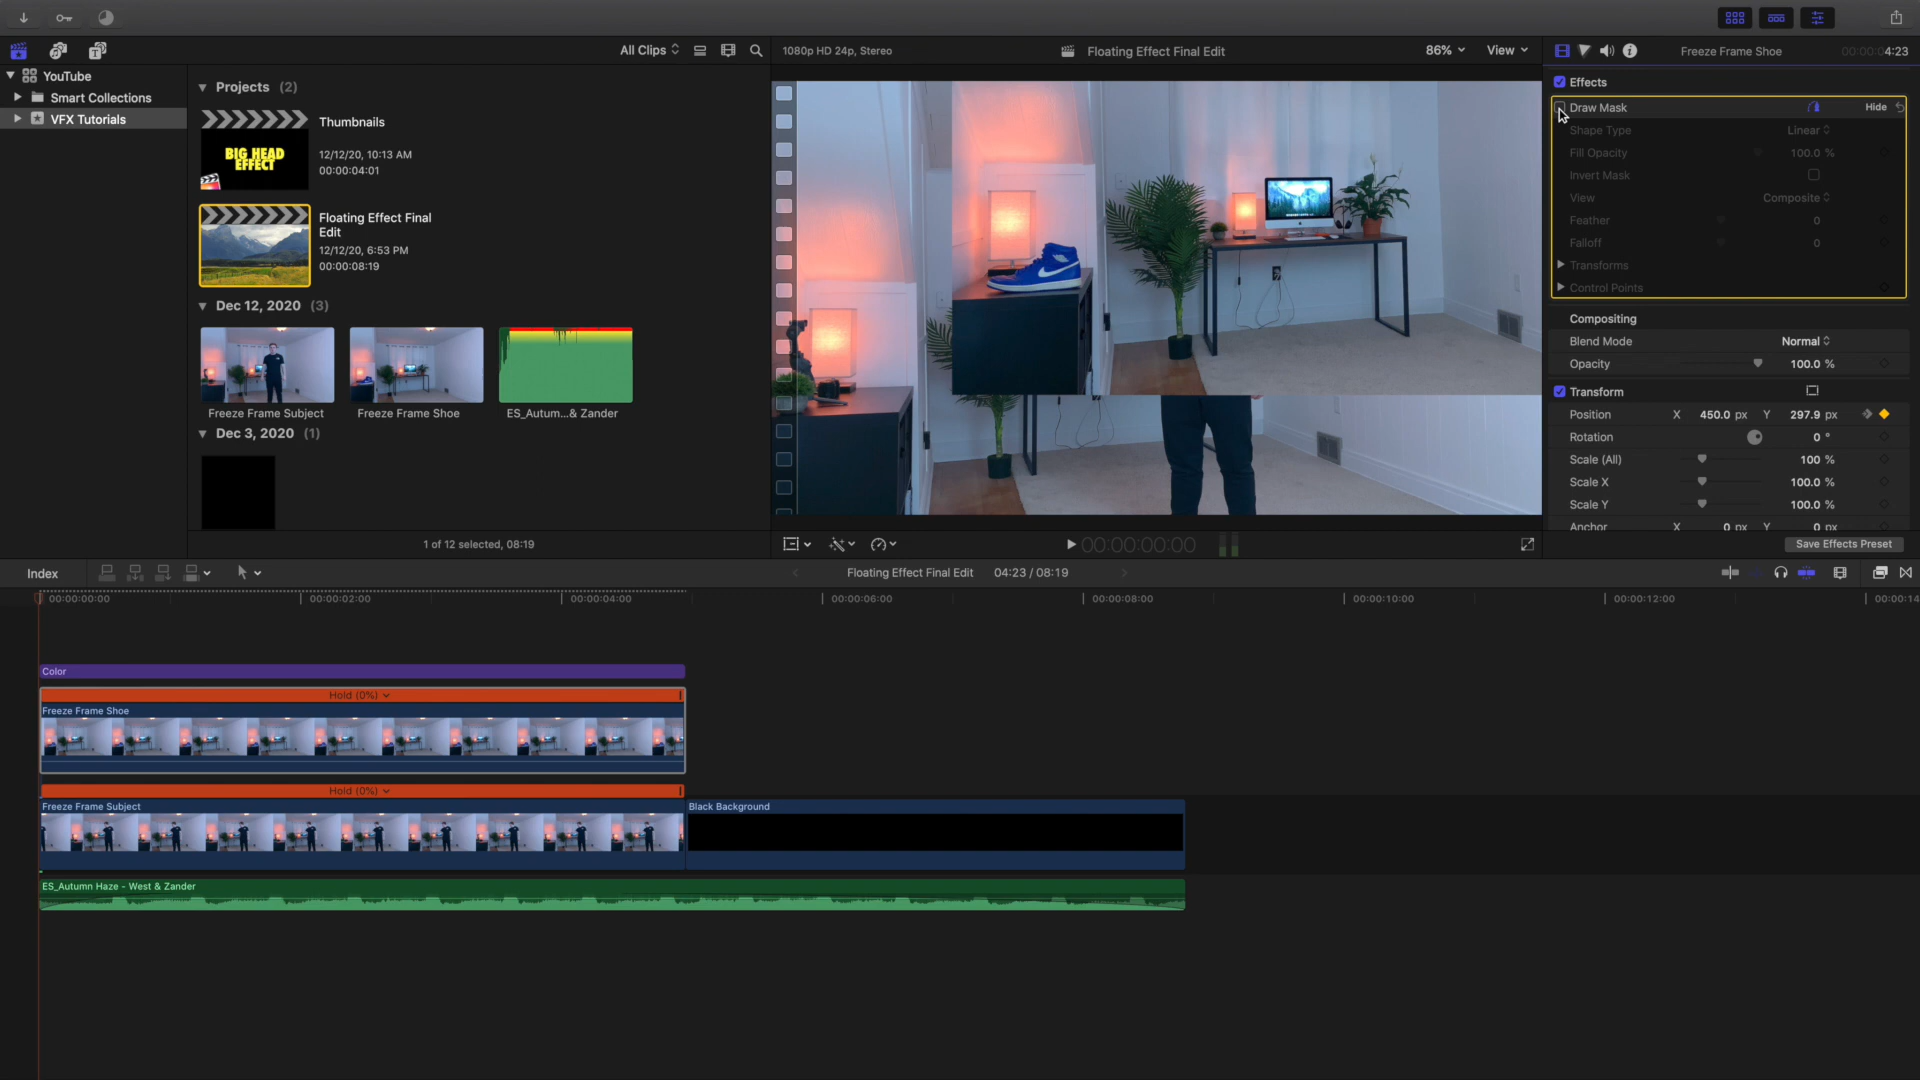 All Clips
1080p HD 24p, Stereo
Floating Effect Final Edit
86%
View
Freeze Frame Shoe
00:00:04:23
YouTube
Smart Collections
VFX Tutorials
Projects (2)
BIG HEAD
EFFECT
Thumbnails
12/12/20, 10:13 AM
00:00:04:01
Floating Effect Final
Edit
12/12/20, 6:53 PM
00:00:08:19
Dec 12, 2020 (3)
Freeze Frame Subject
Freeze Frame Shoe
ES_Autum...& Zander
Dec 3, 2020 (1)
1 of 12 selected, 08:19
00:00:00:00
Effects
Draw Mask
Hide
Shape Type Linear
Fill Opacity 100.0 %
Invert Mask
View Composite
Feather 0
Falloff 0
Transforms
Control Points
Compositing
Blend Mode Normal
Opacity 100.0 %
Transform
Position X 450.0 px Y 297.9 px
Rotation 0 °
Scale (All) 100 %
Scale X 100.0 %
Scale Y 100.0 %
Anchor X 0 px Y 0 px
Save Effects Preset
Index
Floating Effect Final Edit 04:23 / 08:19
00:00:00:00
00:00:02:00
00:00:04:00
00:00:06:00
00:00:08:00
00:00:10:00
00:00:12:00
00:00:14
Color
Hold (0%)
Freeze Frame Shoe
Hold (0%)
Freeze Frame Subject
Black Background
ES_Autumn Haze - West & Zander